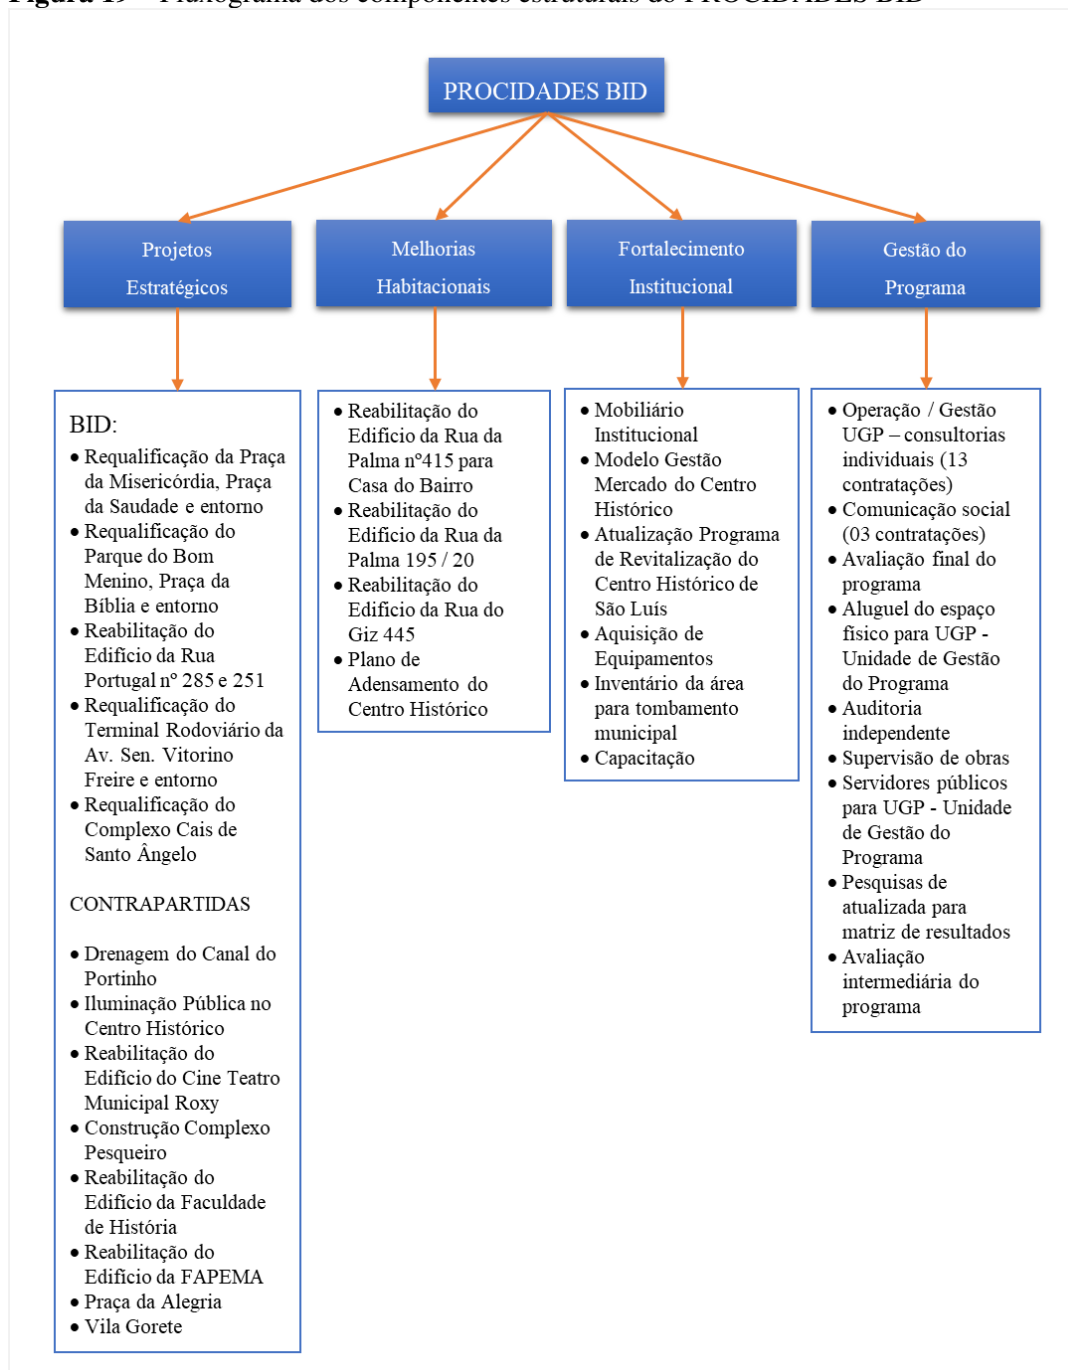 Figura 19 – Fluxograma dos componentes estruturais do PROCIDADES BID
PROCIDADES BID
Projetos
Estratégicos
Melhorias
Habitacionais
Fortalecimento
Institucional
Gestão do
Programa
BID:
• Requalificação da Praça
da Misericórdia, Praça
da Saudade e entorno
• Requalificação do
Parque do Bom
Menino, Praça da
Bíblia e entorno
• Reabilitação do
Edifício da Rua
Portugal nº 285 e 251
• Requalificação do
Terminal Rodoviário da
Av. Sen. Vitorino
Freire e entorno
• Requalificação do
Complexo Cais de
Santo Ângelo
CONTRAPARTIDAS
• Drenagem do Canal do
Portinho
• Iluminação Pública no
Centro Histórico
• Reabilitação do
Edifício do Cine Teatro
Municipal Roxy
• Construção Complexo
Pesqueiro
• Reabilitação do
Edifício da Faculdade
de História
• Reabilitação do
Edifício da FAPEMA
• Praça da Alegria
• Vila Gorete
• Reabilitação do
Edifício da Rua da
Palma nº415 para
Casa do Bairro
• Reabilitação do
Edifício da Rua da
Palma 195 / 20
• Reabilitação do
Edifício da Rua do
Giz 445
• Plano de
Adensamento do
Centro Histórico
• Mobiliário
Institucional
• Modelo Gestão
Mercado do Centro
Histórico
• Atualização Programa
de Revitalização do
Centro Histórico de
São Luís
• Aquisição de
Equipamentos
• Inventário da área
para tombamento
municipal
• Capacitação
• Operação / Gestão
UGP – consultorias
individuais (13
contratações)
• Comunicação social
(03 contratações)
• Avaliação final do
programa
• Aluguel do espaço
físico para UGP -
Unidade de Gestão
do Programa
• Auditoria
independente
• Supervisão de obras
• Servidores públicos
para UGP - Unidade
de Gestão do
Programa
• Pesquisas de
atualizada para
matriz de resultados
• Avaliação
intermediária do
programa